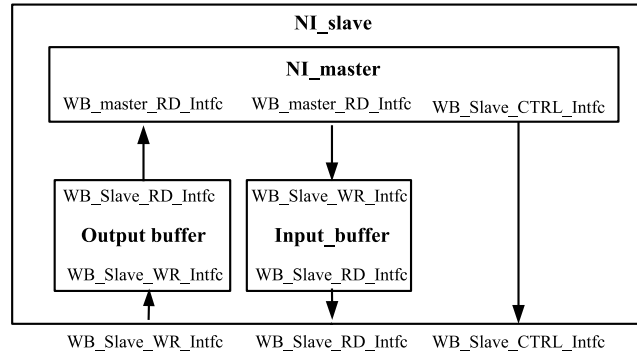 NI_slave
NI_master
WB_master_RD_Intfc WB_master_RD_Intfc WB_Slave_CTRL_Intfc
WB_Slave_RD_Intfc WB_Slave_WR_Intfc
Output buffer Input_buffer
WB_Slave_WR_Intfc WB_Slave_RD_Intfc
WB_Slave_WR_Intfc WB_Slave_RD_Intfc WB_Slave_CTRL_Intfc